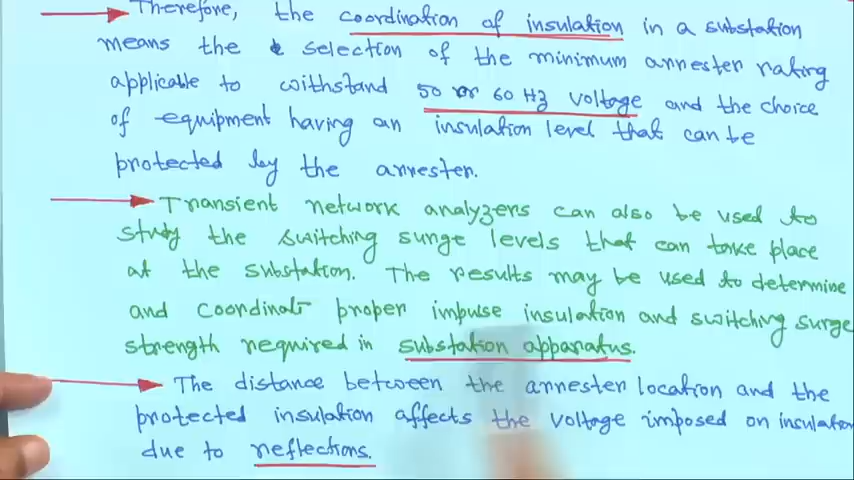 Therefore, the coordination of insulation in a substation
means the selection of the minimum arrester rating
applicable to withstand 50 or 60 Hz voltage and the choice
of equipment having an insulation level that can be
protected by the arrester.
Transient network analyzers can also be used to
study the switching surge levels that can take place
at the substation. The results may be used to determine
and coordinate proper impulse insulation and switching surge
strength required in substation apparatus.
The distance between the arrester location and the
protected insulation affects the voltage imposed on insulation
due to reflections.